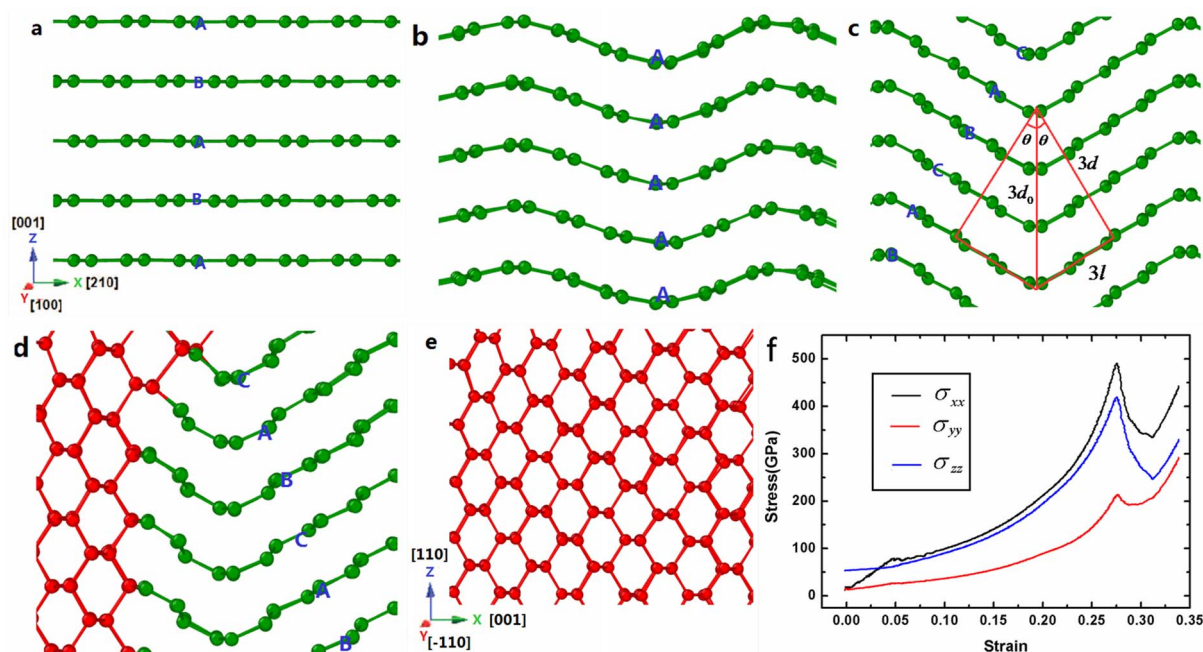 a
A
B
A
B
A
[001]
Z
X [210]
Y
[100]
b
A
A
A
A
A
c
C
A
B
θ θ
3d
C
3d₀
A
3l
B
d
C
A
B
C
A
B
e
[110]
Z
X [001]
Y
[-110]
f
500
400
300
200
100
0
Stress(GPa)
σxx
σyy
σzz
0.00 0.05 0.10 0.15 0.20 0.25 0.30 0.35
Strain